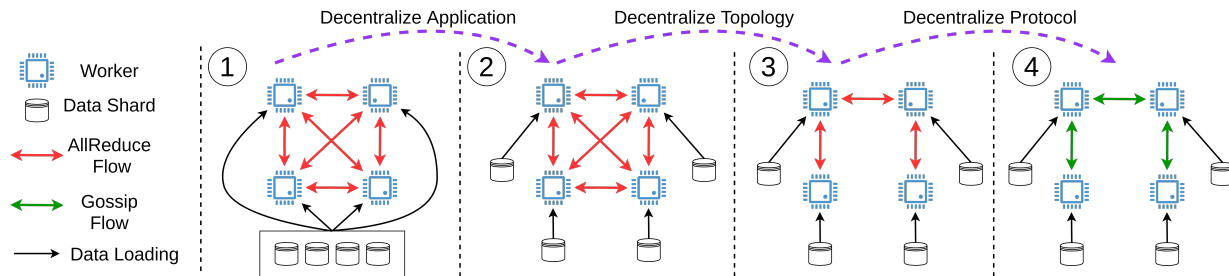 Decentralize Application
Decentralize Topology
Decentralize Protocol
1
2
3
4
Worker
Data Shard
AllReduce
Flow
Gossip
Flow
Data Loading